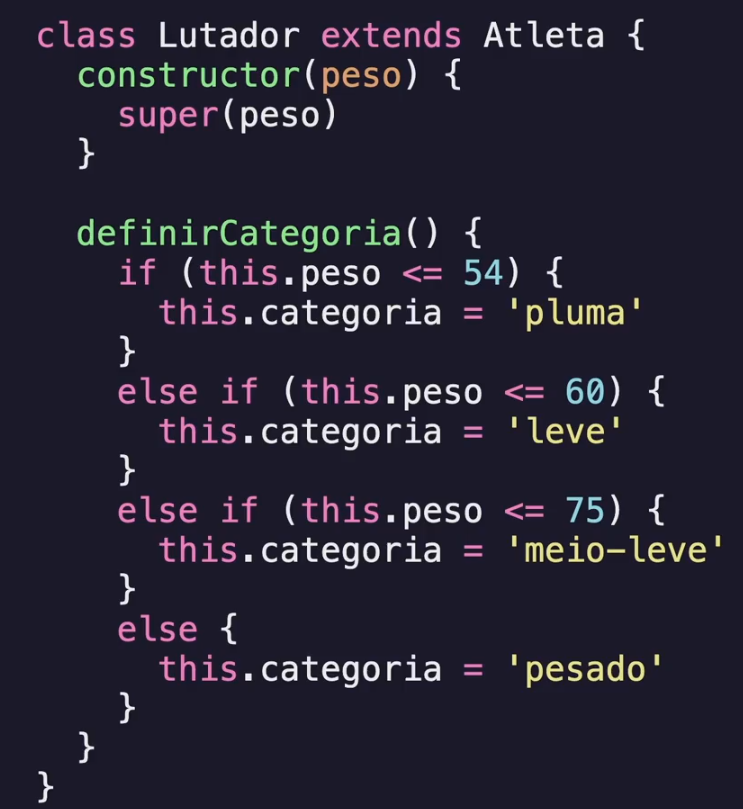 class Lutador extends Atleta {
  constructor(peso) {
    super(peso)
  }

  definirCategoria() {
    if (this.peso <= 54) {
      this.categoria = 'pluma'
    }
    else if (this.peso <= 60) {
      this.categoria = 'leve'
    }
    else if (this.peso <= 75) {
      this.categoria = 'meio-leve'
    }
    else {
      this.categoria = 'pesado'
    }
  }
}